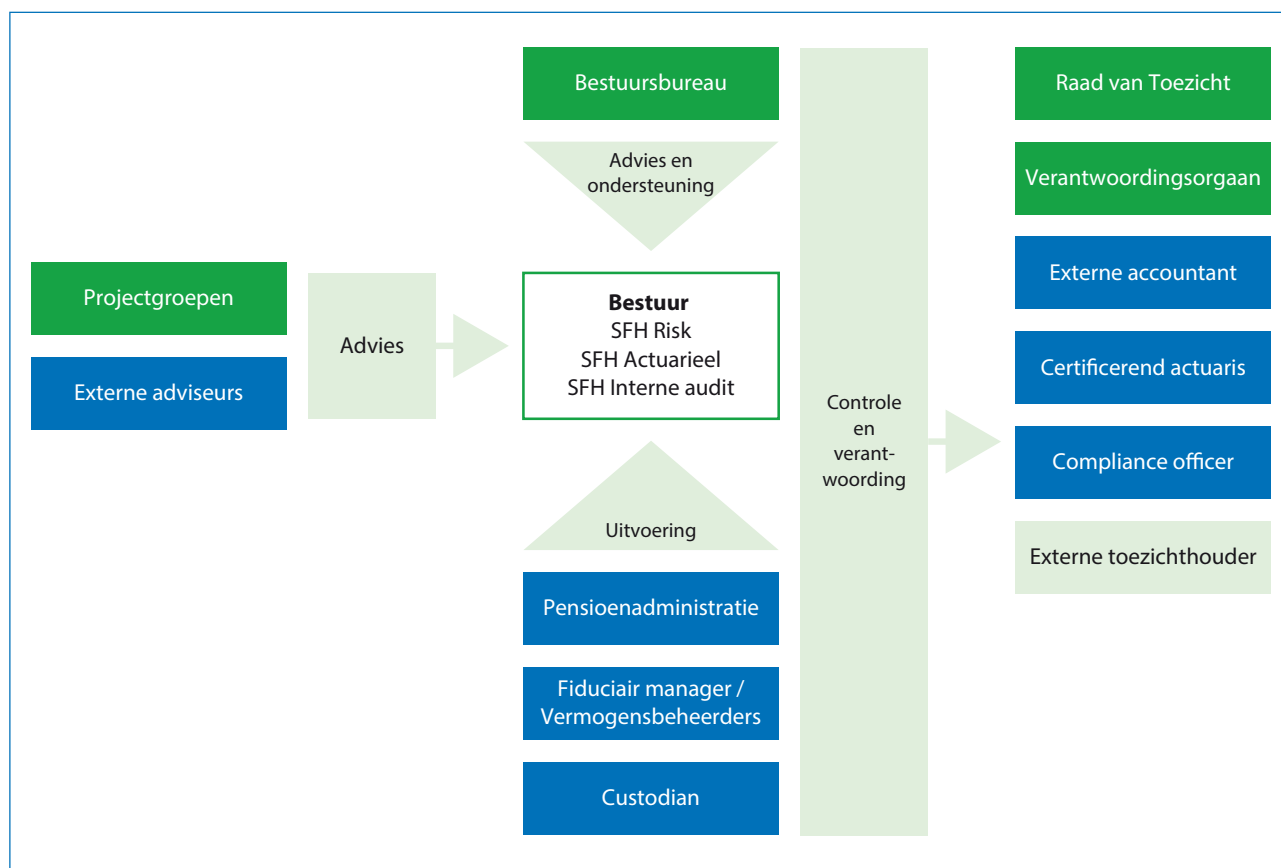 Bestuursbureau
Advies en
ondersteuning
Projectgroepen
Externe adviseurs
Advies
Bestuur
SFH Risk
SFH Actuarieel
SFH Interne audit
Uitvoering
Pensioenadministratie
Fiduciair manager /
Vermogensbeheerders
Custodian
Controle
en
verant-
woording
Raad van Toezicht
Verantwoordingsorgaan
Externe accountant
Certificerend actuaris
Compliance officer
Externe toezichthouder